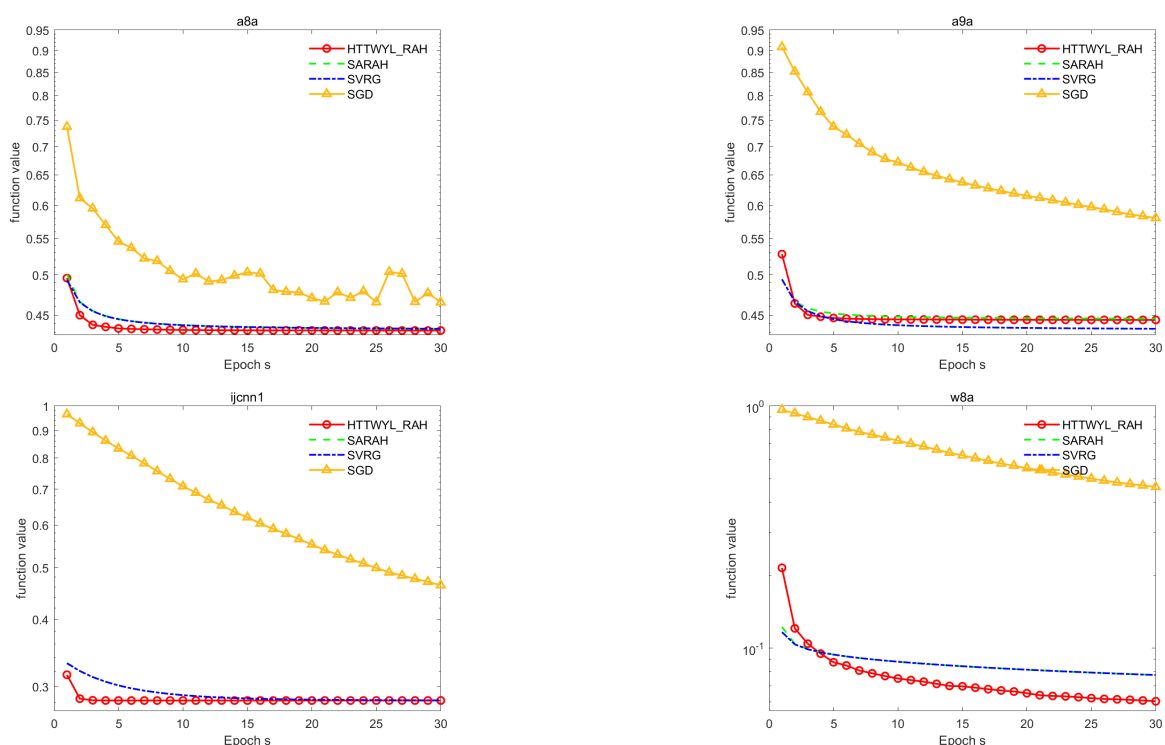 a8a
0.95
0.9
0.85
0.8
0.75
0.7
0.65
0.6
0.55
0.5
0.45
function value
HTTWYL_RAH
SARAH
SVRG
SGD
0 5 10 15 20 25 30
Epoch s
a9a
0.95
0.9
0.85
0.8
0.75
0.7
0.65
0.6
0.55
0.5
0.45
function value
HTTWYL_RAH
SARAH
SVRG
SGD
0 5 10 15 20 25 30
Epoch s
ijcnn1
1
0.9
0.8
0.7
0.6
0.5
0.4
0.3
function value
HTTWYL_RAH
SARAH
SVRG
SGD
0 5 10 15 20 25 30
Epoch s
w8a
10^0
10^-1
function value
HTTWYL_RAH
SARAH
SVRG
SGD
0 5 10 15 20 25 30
Epoch s